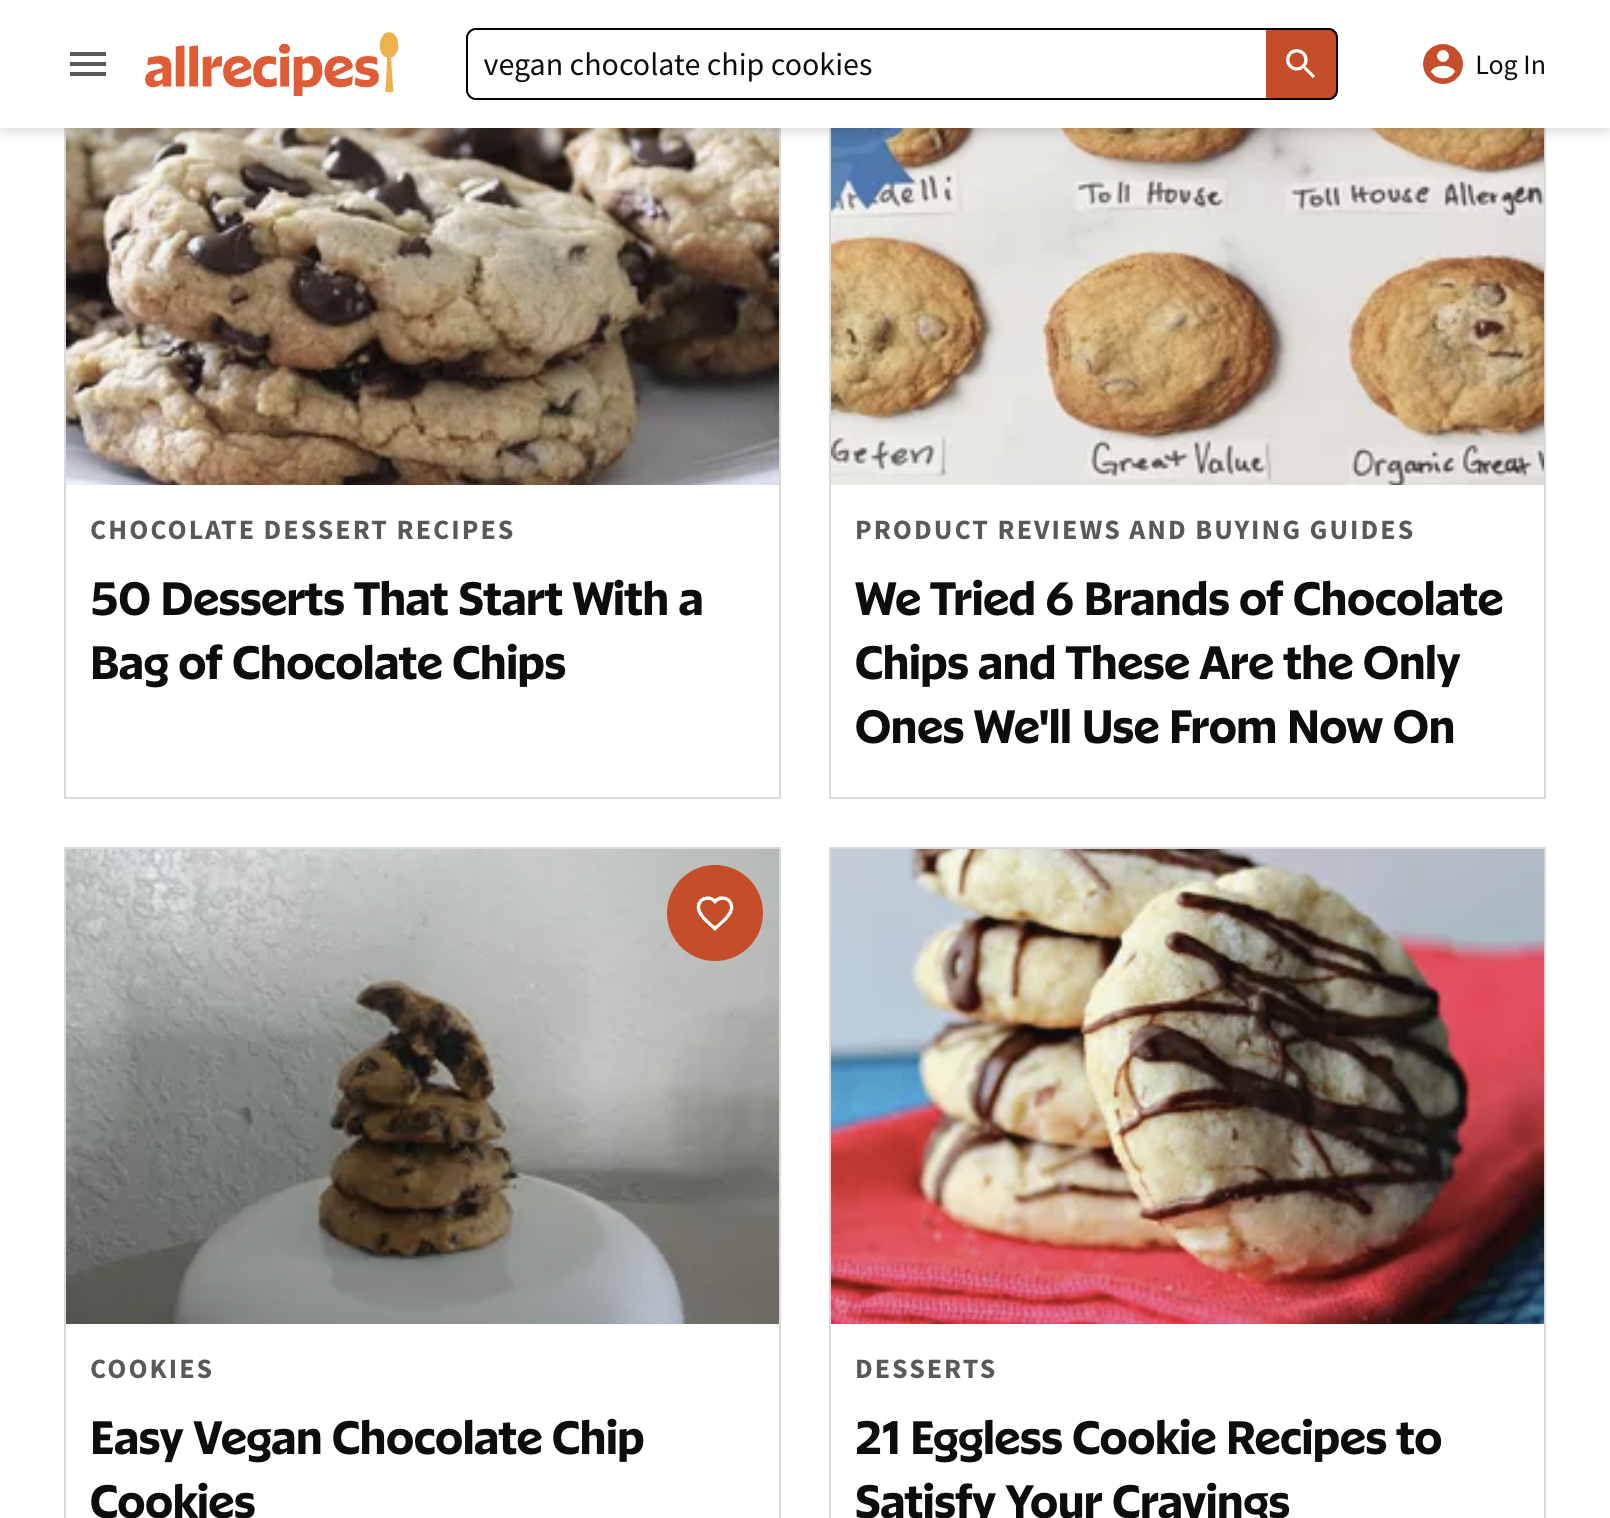 allrecipes
vegan chocolate chip cookies
Log In
delli
Toll House
Toll House Allergen
Gefen
Great Value
Organic Great
CHOCOLATE DESSERT RECIPES
50 Desserts That Start With a
Bag of Chocolate Chips
PRODUCT REVIEWS AND BUYING GUIDES
We Tried 6 Brands of Chocolate
Chips and These Are the Only
Ones We'll Use From Now On
COOKIES
Easy Vegan Chocolate Chip
Cookies
DESSERTS
21 Eggless Cookie Recipes to
Satisfy Your Cravings